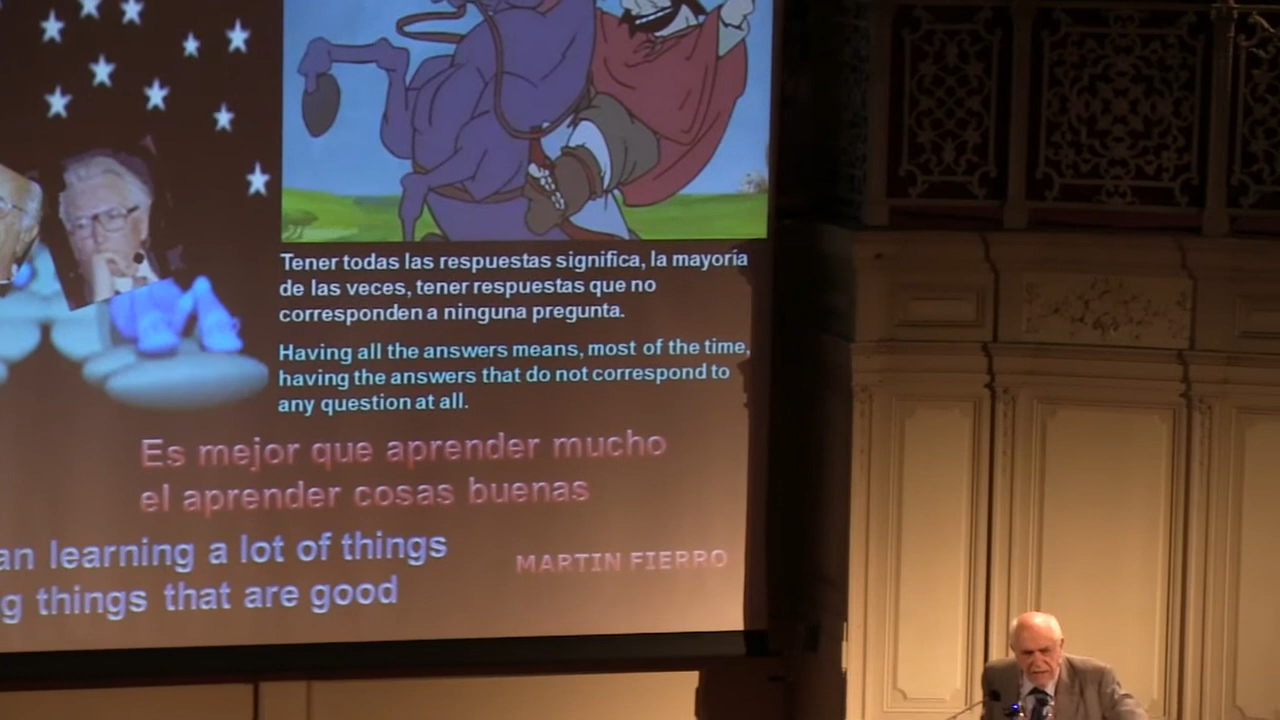 Tener todas las respuestas significa, la mayoría
de las veces, tener respuestas que no
corresponden a ninguna pregunta.
Having all the answers means, most of the time,
having the answers that do not correspond to
any question at all.
Es mejor que aprender mucho
el aprender cosas buenas
an learning a lot of things
g things that are good
MARTIN FIERRO